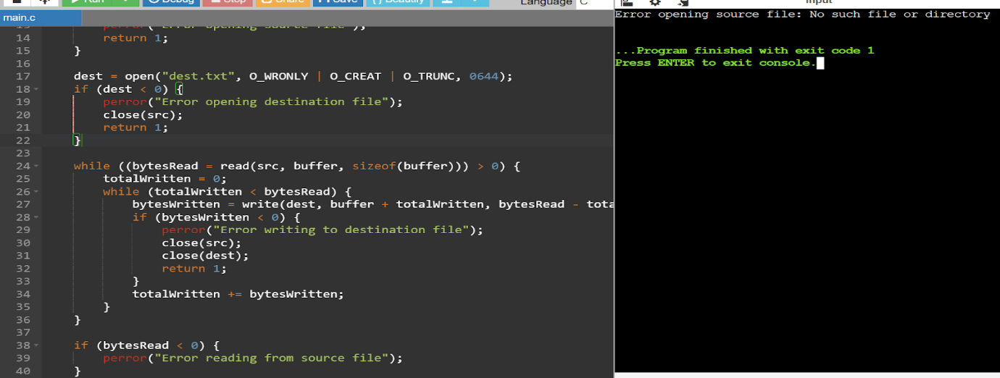 Run Debug Stop Share Save { } Beautify Language C
main.c
input
13 perror("Error opening source file");
14 return 1;
15 }
16
17 dest = open("dest.txt", O_WRONLY | O_CREAT | O_TRUNC, 0644);
18 if (dest < 0) {
19 perror("Error opening destination file");
20 close(src);
21 return 1;
22 }
23
24 while ((bytesRead = read(src, buffer, sizeof(buffer))) > 0) {
25 totalWritten = 0;
26 while (totalWritten < bytesRead) {
27 bytesWritten = write(dest, buffer + totalWritten, bytesRead - tota
28 if (bytesWritten < 0) {
29 perror("Error writing to destination file");
30 close(src);
31 close(dest);
32 return 1;
33 }
34 totalWritten += bytesWritten;
35 }
36 }
37
38 if (bytesRead < 0) {
39 perror("Error reading from source file");
40 }
Error opening source file: No such file or directory
...Program finished with exit code 1
Press ENTER to exit console.